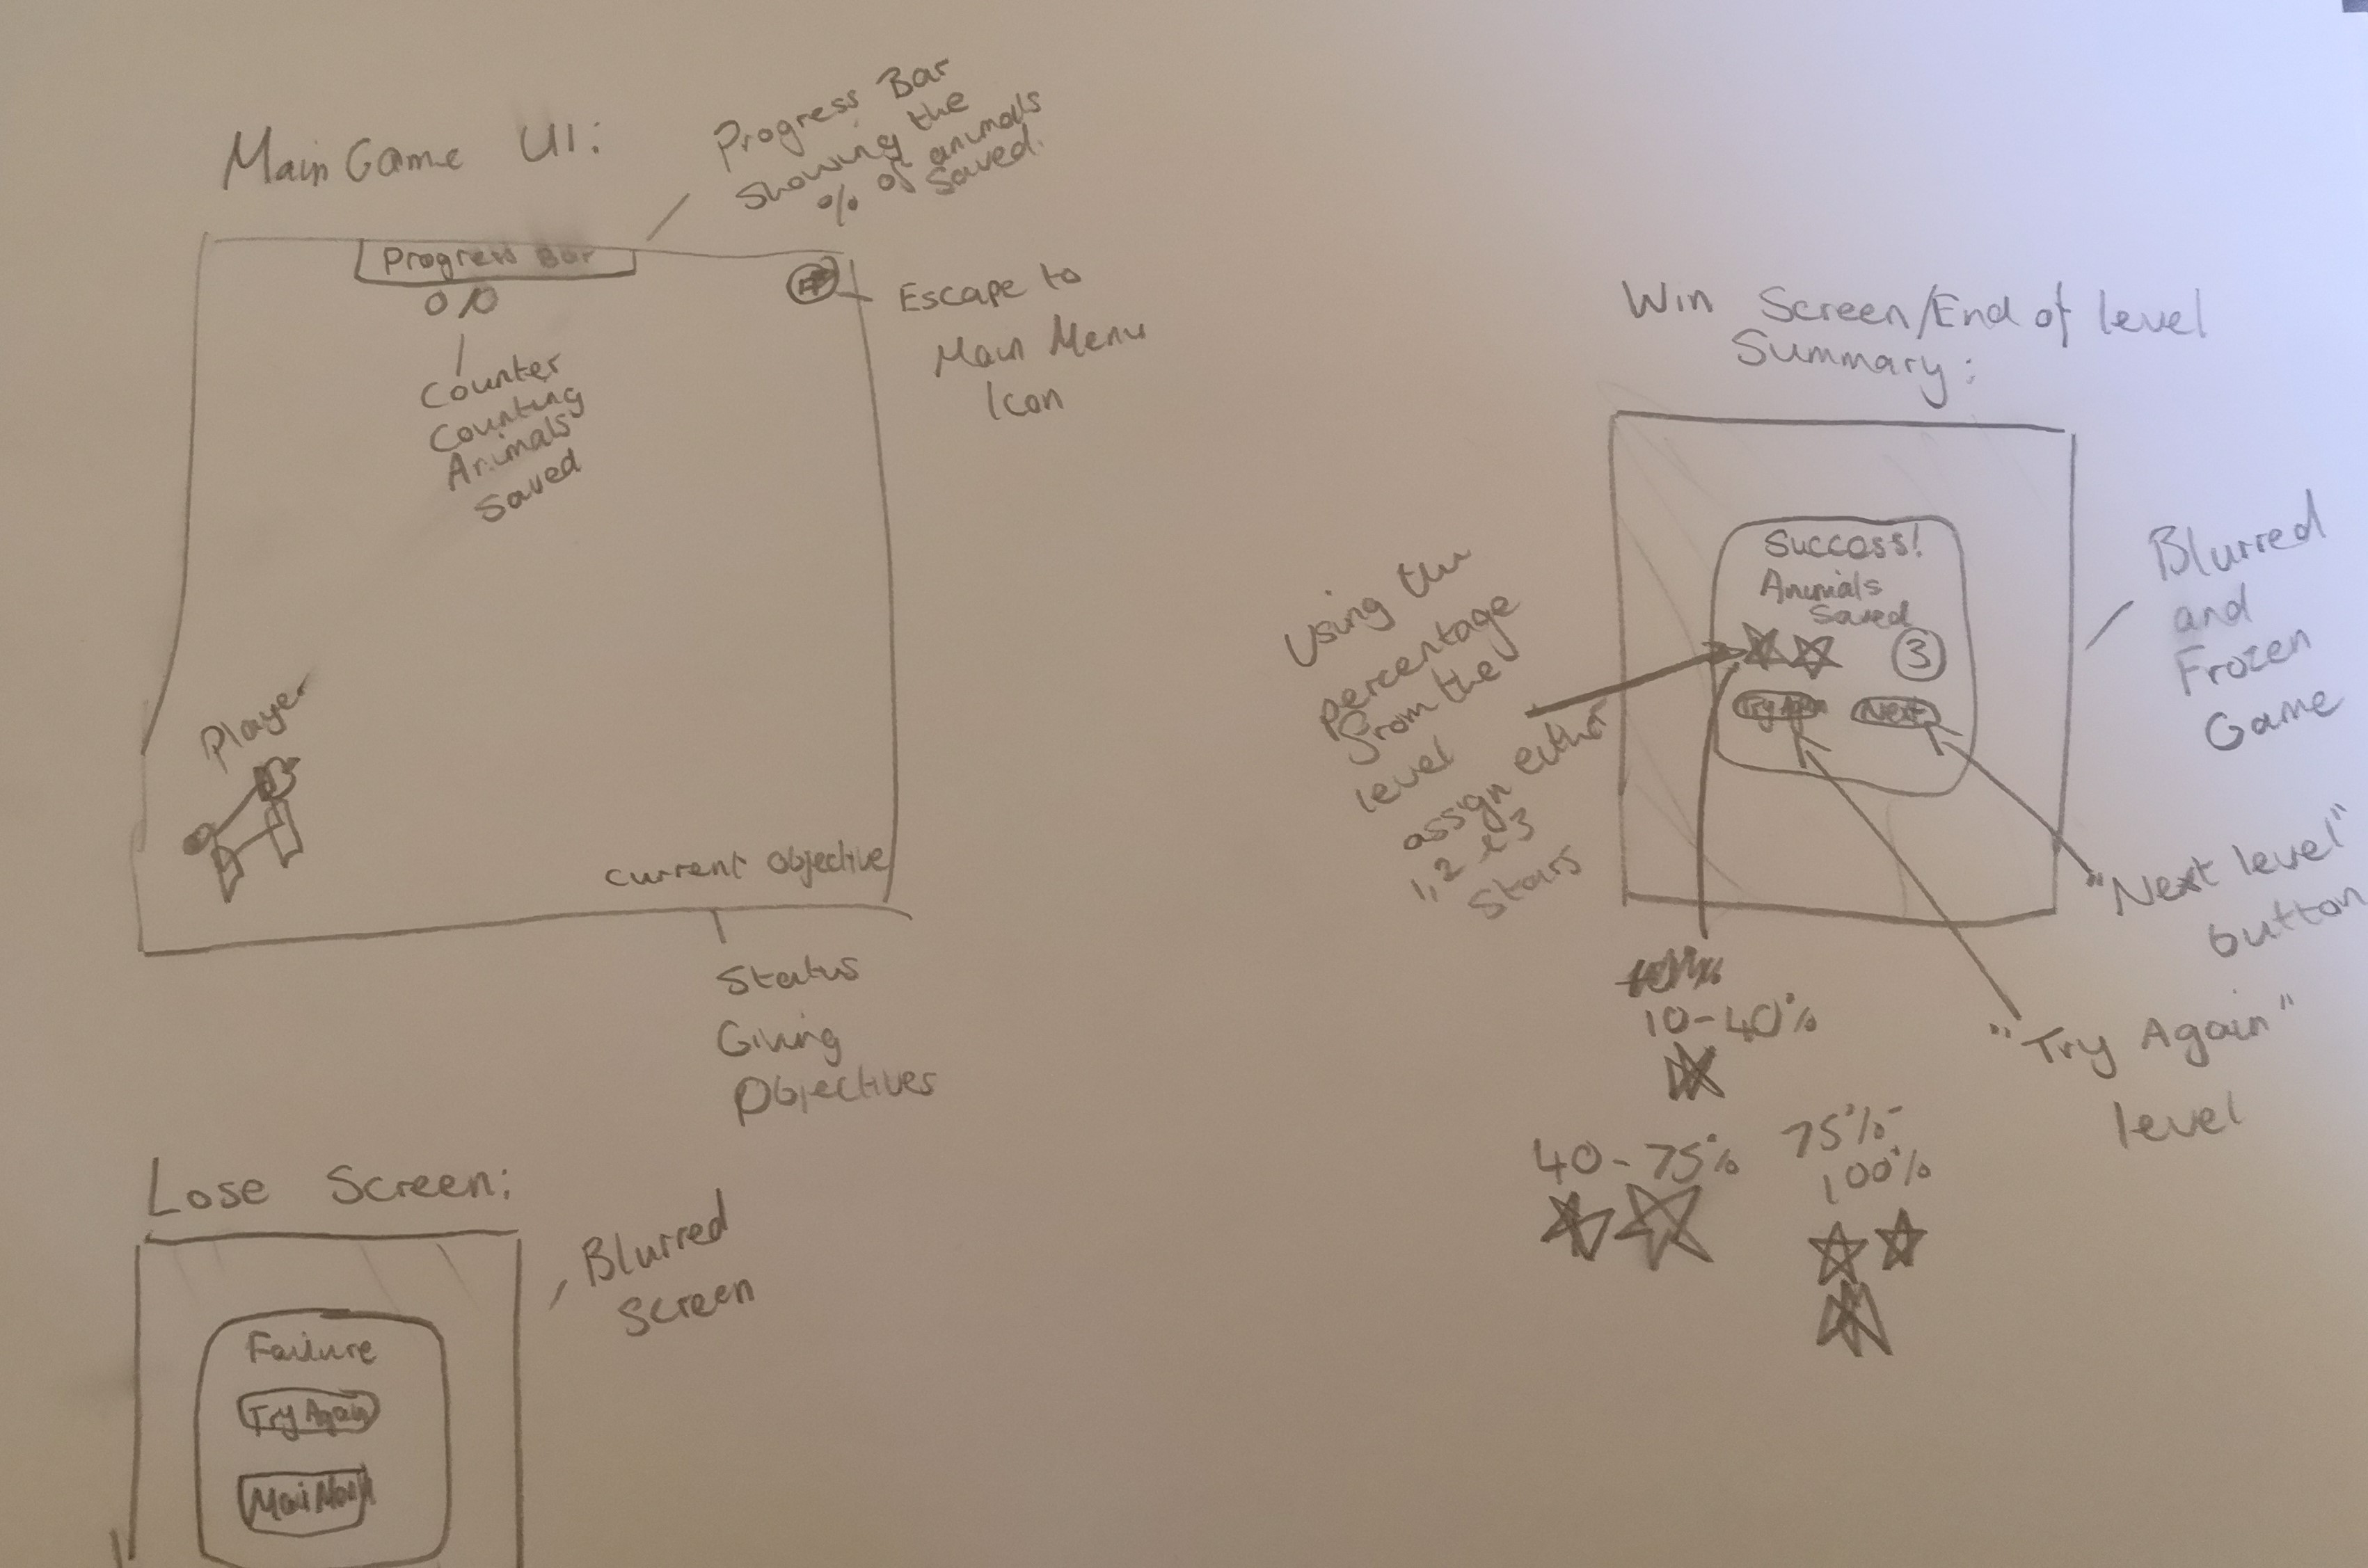 Main Game UI:
Progress Bar
Showing the
% of animals
saved.
Progress Bar
0/0
Counter
Counting
Animals
Saved
Escape to
Main Menu
Icon
Player
current objective
Status
Giving
Objectives
Lose Screen:
Blurred
Screen
Failure
Try Again
Win Screen/End of level
Summary:
Success!
Animals
Saved
3
Try Again
Next
Using the
percentage
from the
level
assign either
1, 2
3
Stars
Blurred
and
Frozen
Game
"Next level"
button
"Try Again"
level
10-40%
40-75%
75%-
100%